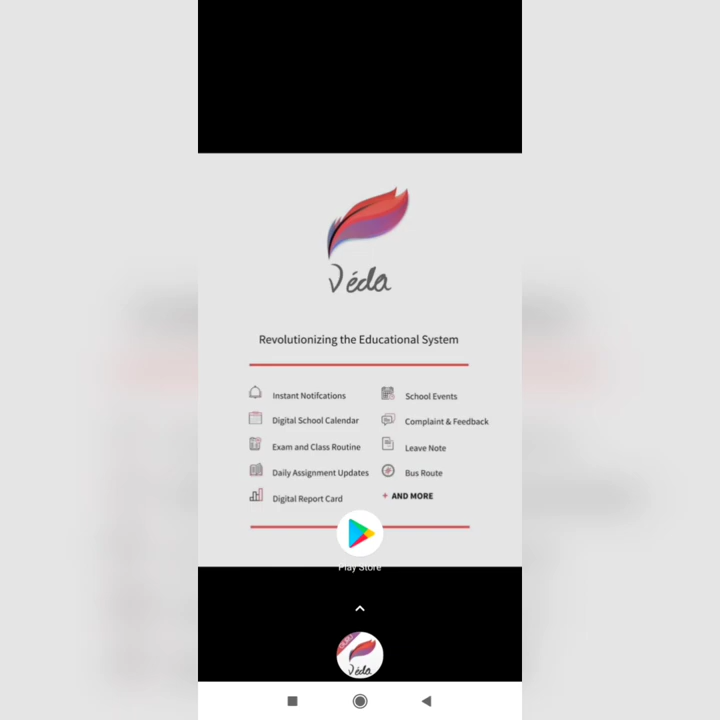 Véda
Revolutionizing the Educational System
Instant Notifcations
School Events
Digital School Calendar
Complaint & Feedback
Exam and Class Routine
Leave Note
Daily Assignment Updates
Bus Route
Digital Report Card
+ AND MORE
Play Store
Véda